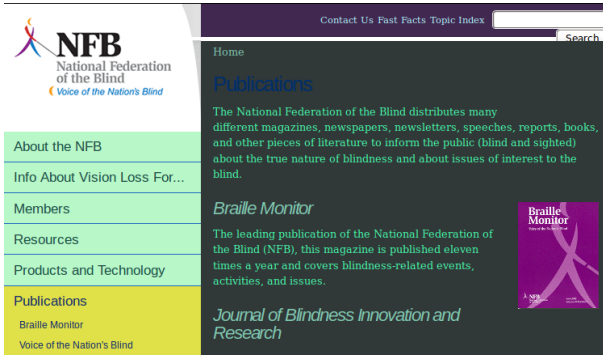 Contact Us Fast Facts Topic Index
Search
NFB
National Federation
of the Blind
Voice of the Nation's Blind
About the NFB
Info About Vision Loss For...
Members
Resources
Products and Technology
Publications
Braille Monitor
Voice of the Nation's Blind
Home
Publications
The National Federation of the Blind distributes many
different magazines, newspapers, newsletters, speeches, reports, books,
and other pieces of literature to inform the public (blind and sighted)
about the true nature of blindness and about issues of interest to the
blind.
Braille Monitor
The leading publication of the National Federation of
the Blind (NFB), this magazine is published eleven
times a year and covers blindness-related events,
activities, and issues.
Braille
Monitor
Voice of the Nation's Blind
NFB
Journal of Blindness Innovation and
Research